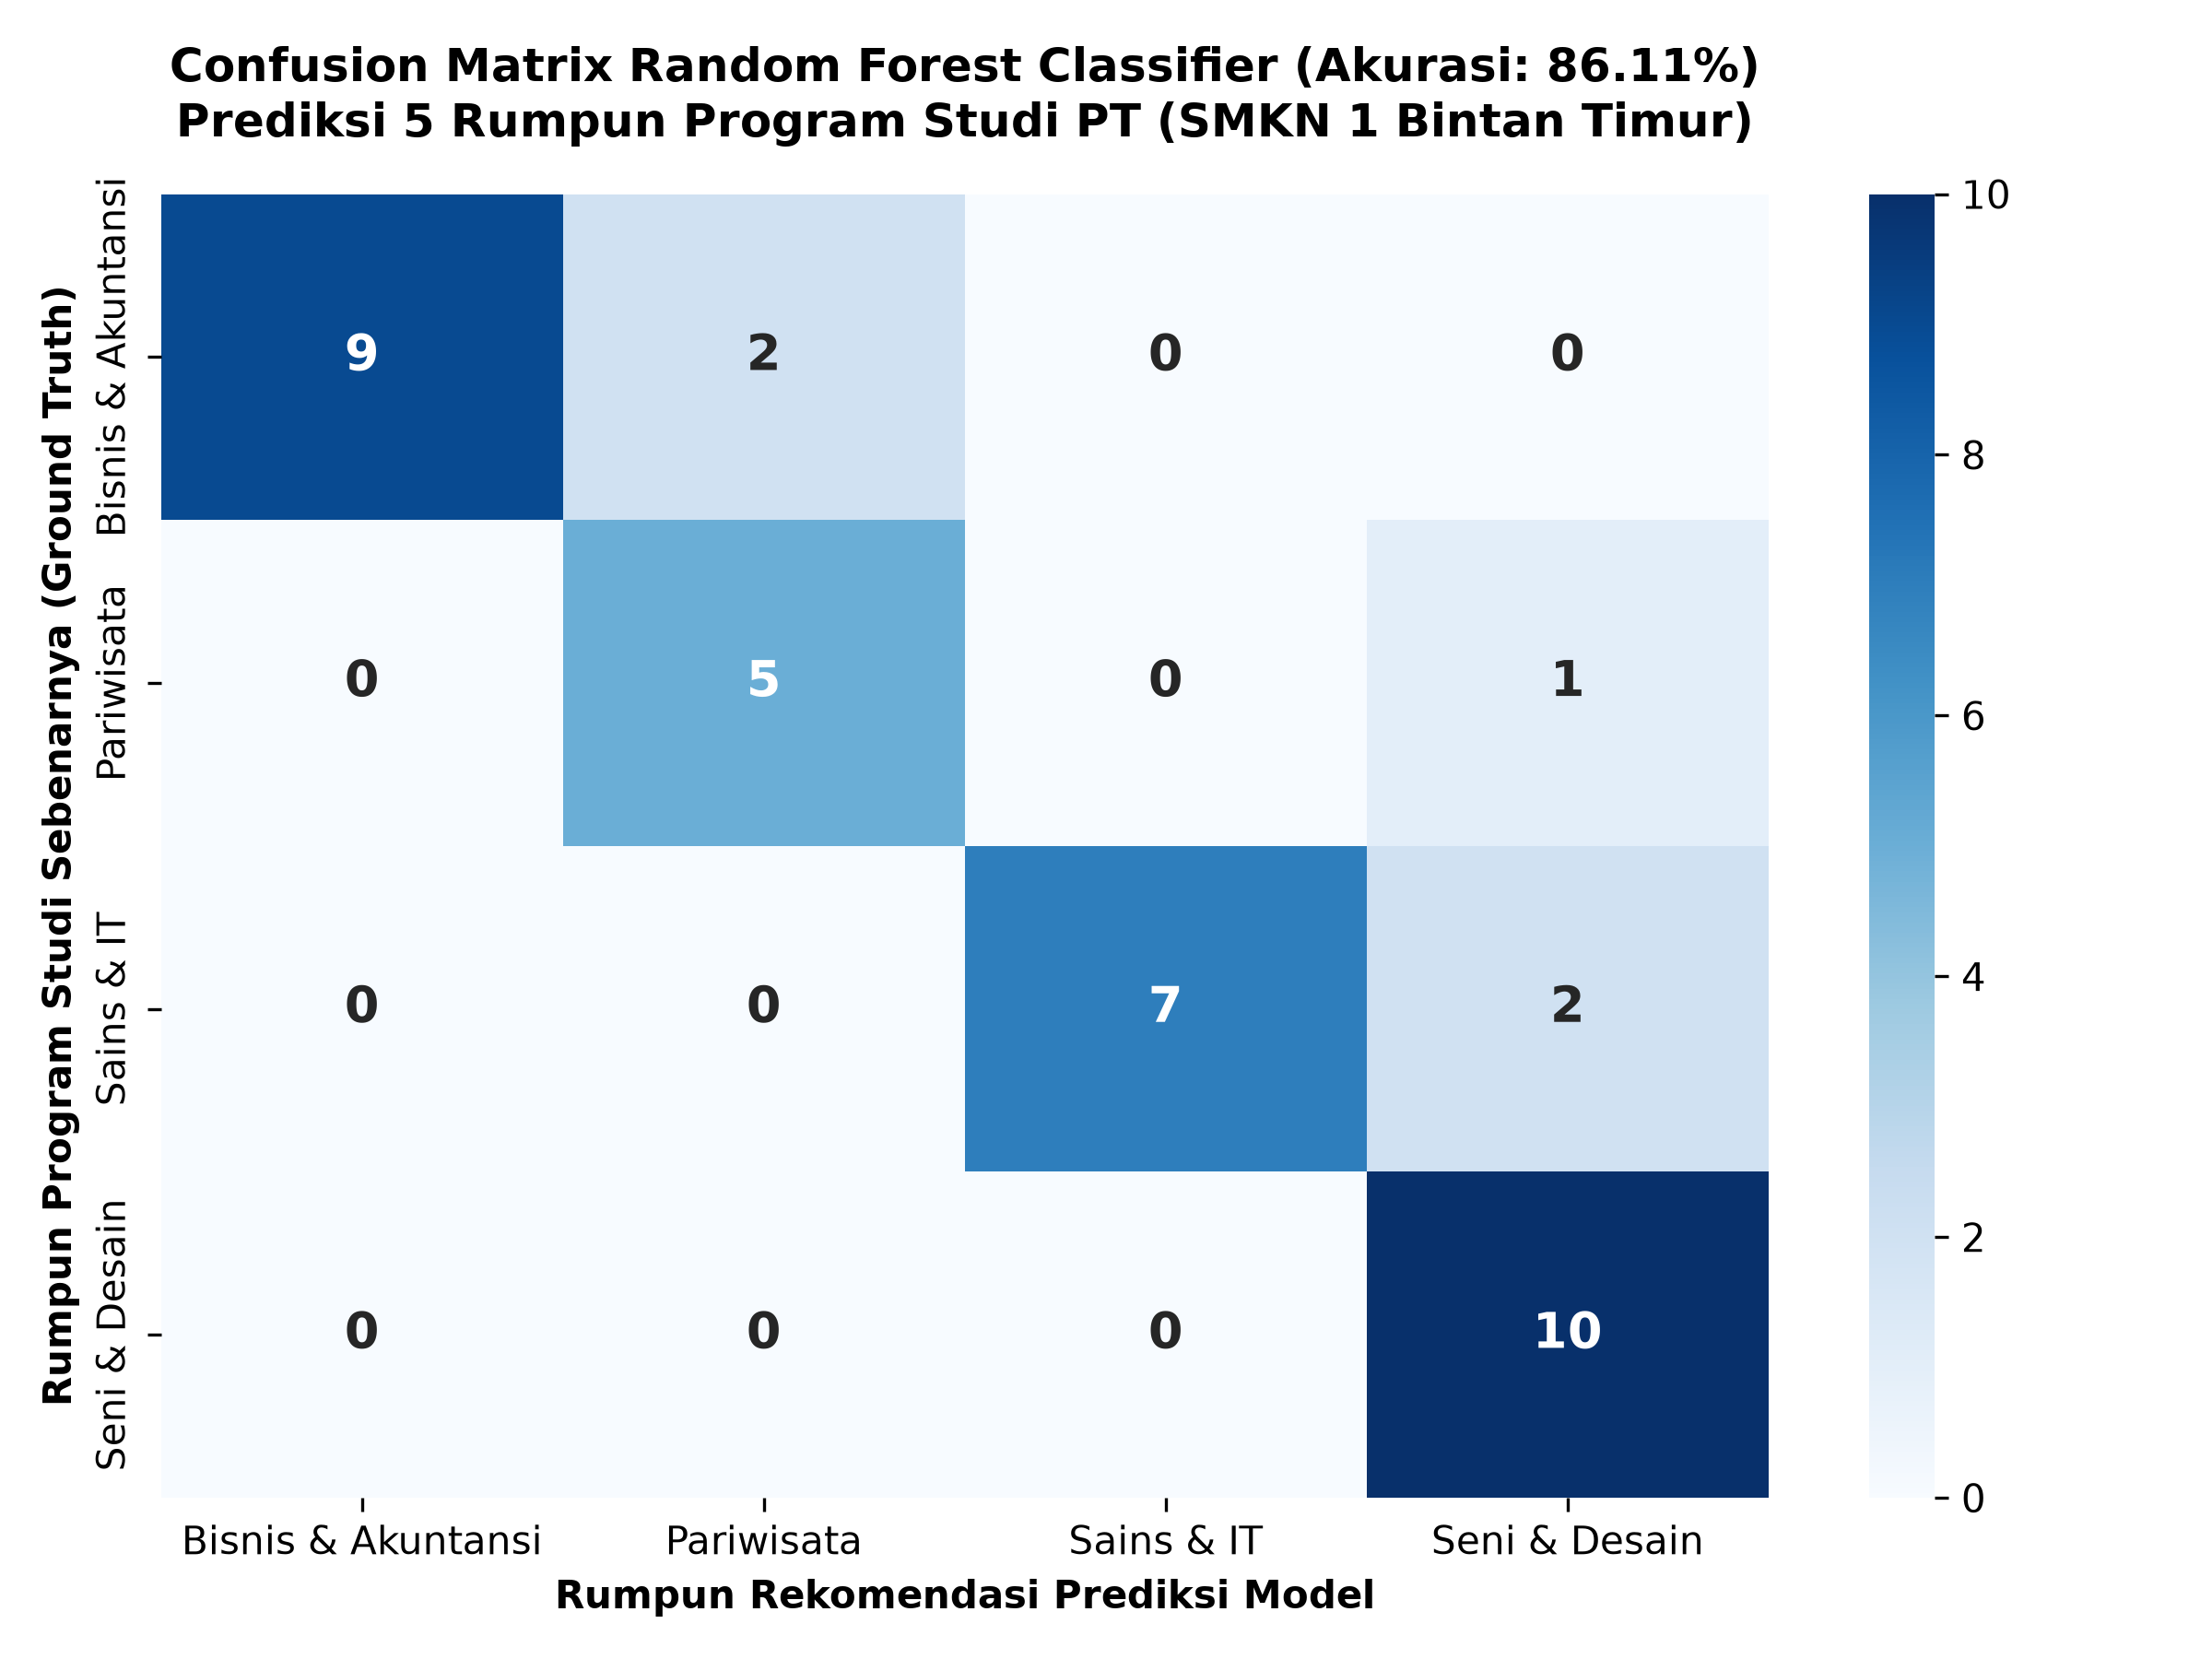 Confusion Matrix Random Forest Classifier (Akurasi: 86.11%)
Prediksi 5 Rumpun Program Studi PT (SMKN 1 Bintan Timur)
Rumpun Program Studi Sebenarnya (Ground Truth)
Bisnis & Akuntansi
9
2
0
0
Pariwisata
0
5
0
1
Sains & IT
0
0
7
2
Seni & Desain
0
0
0
10
Bisnis & Akuntansi
Pariwisata
Sains & IT
Seni & Desain
Rumpun Rekomendasi Prediksi Model
10
8
6
4
2
0